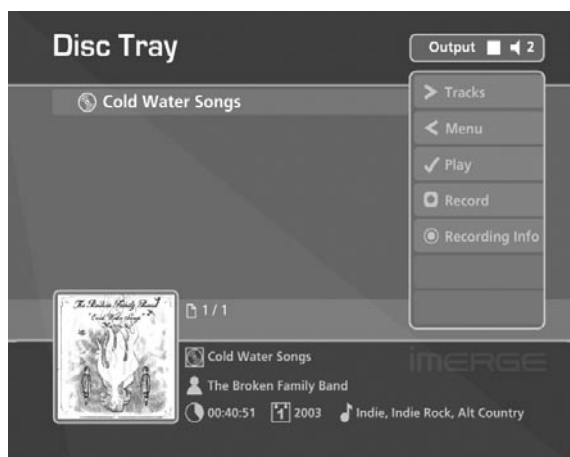 Disc Tray
Output 2
Cold Water Songs
Tracks
Menu
Play
Record
Recording Info
The Broken Family Band
"Cold Water Songs"
1 / 1
Cold Water Songs
imerge
The Broken Family Band
00:40:51 1 2003 Indie, Indie Rock, Alt Country